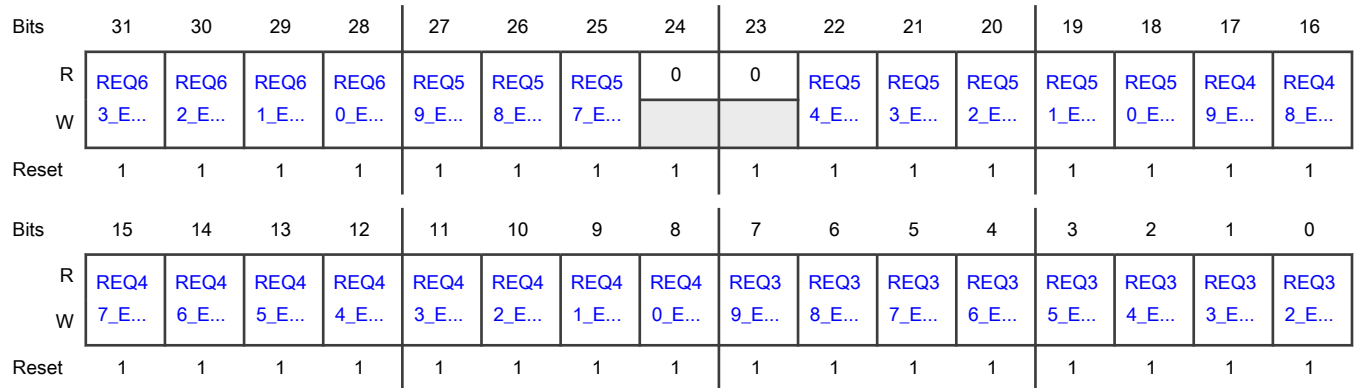 Bits 31 30 29 28 27 26 25 24 23 22 21 20 19 18 17 16
R REQ6 REQ6 REQ6 REQ6 REQ5 REQ5 REQ5 0 0 REQ5 REQ5 REQ5 REQ5 REQ5 REQ4 REQ4
W 3_E... 2_E... 1_E... 0_E... 9_E... 8_E... 7_E... 4_E... 3_E... 2_E... 1_E... 0_E... 9_E... 8_E...
Reset 1 1 1 1 1 1 1 1 1 1 1 1 1 1 1 1
Bits 15 14 13 12 11 10 9 8 7 6 5 4 3 2 1 0
R REQ4 REQ4 REQ4 REQ4 REQ4 REQ4 REQ4 REQ4 REQ3 REQ3 REQ3 REQ3 REQ3 REQ3 REQ3 REQ3
W 7_E... 6_E... 5_E... 4_E... 3_E... 2_E... 1_E... 0_E... 9_E... 8_E... 7_E... 6_E... 5_E... 4_E... 3_E... 2_E...
Reset 1 1 1 1 1 1 1 1 1 1 1 1 1 1 1 1